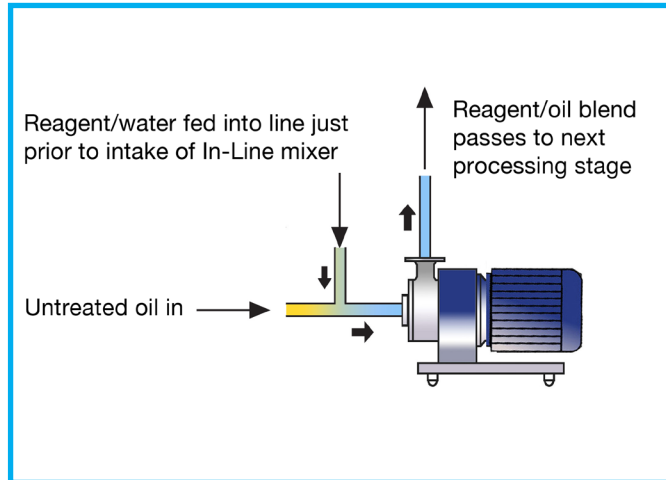 Reagent/water fed into line just
prior to intake of In-Line mixer
Reagent/oil blend
passes to next
processing stage
Untreated oil in